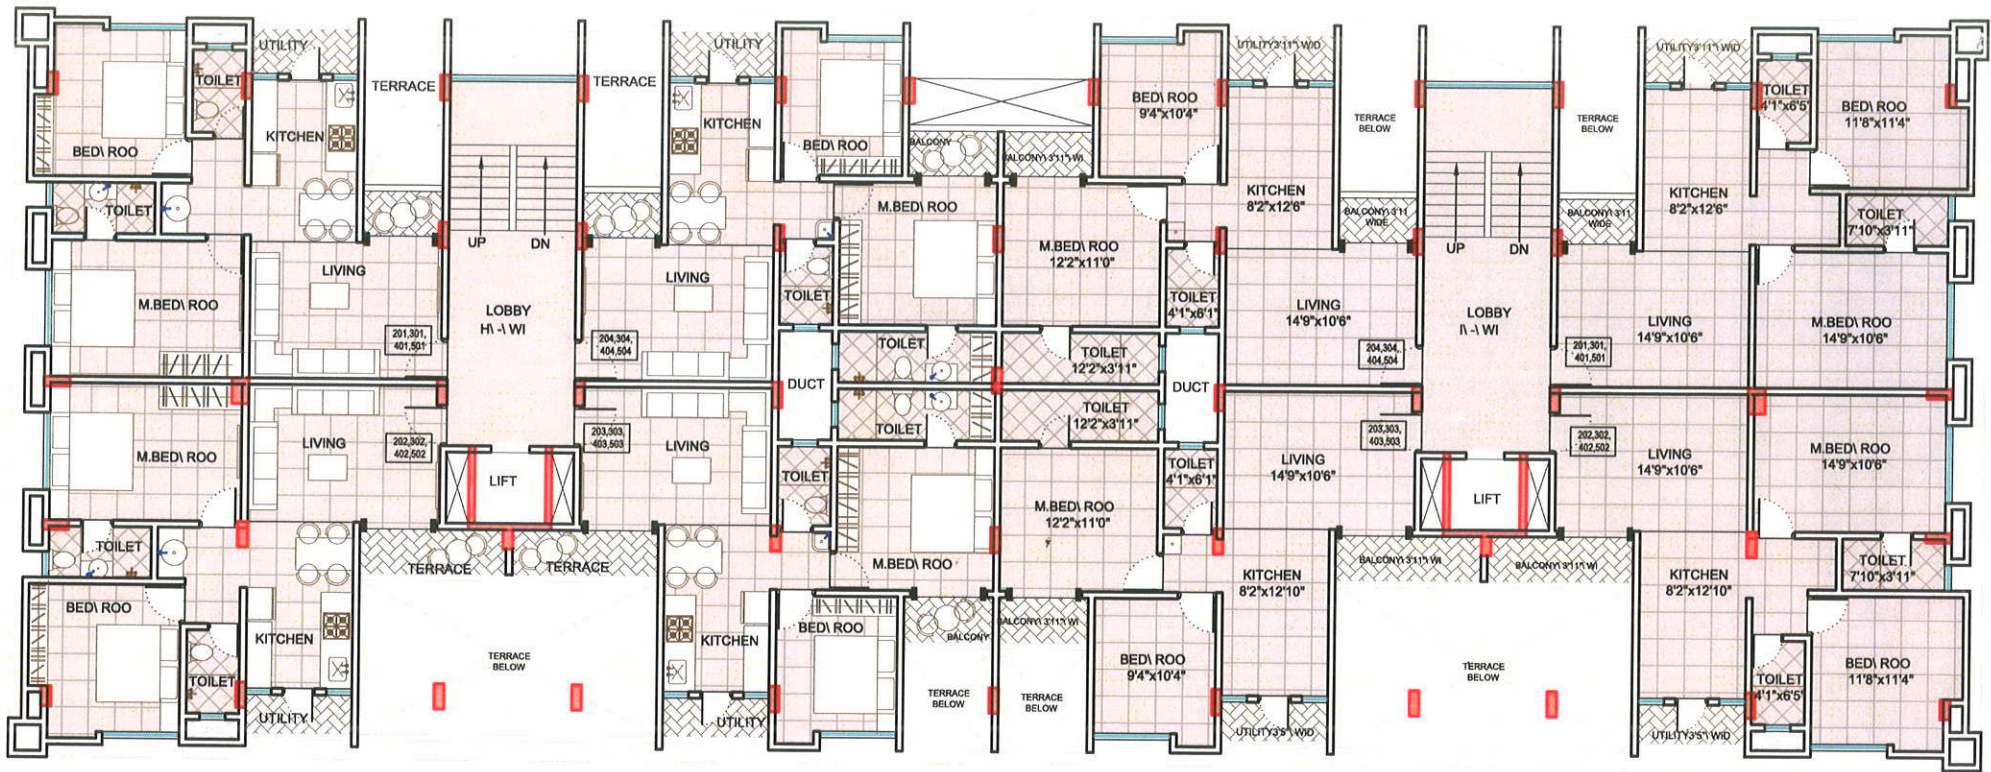 UTILITY
TOILET
TERRACE
TERRACE
UTILITY
BED\ ROO
KITCHEN
KITCHEN
BED\ ROO
BALCONY
TOILET
UP
DN
M.BED\ ROO
LIVING
LIVING
TOILET
M.BED\ ROO
LOBBY
H\ -\ WI
201,301,
401,501
204,304,
404,504
TOILET
DUCT
TOILET
LIVING
202,302,
402,502
203,303,
403,503
LIVING
M.BED\ ROO
LIFT
TOILET
TOILET
TERRACE
TERRACE
M.BED\ ROO
BED\ ROO
KITCHEN
TOILET
UTILITY
TERRACE
BELOW
KITCHEN
UTILITY
BED\ ROO
BALCONY
TERRACE
BELOW
BED\ ROO
9'4"x10'4"
UTILITY3'11"\ WID
TERRACE
BELOW
TERRACE
BELOW
UTILITY3'11"\ WID
TOILET
4'1"x6'5"
BED\ ROO
11'8"x11'4"
BALCONY\ 3'11"\ WI
M.BED\ ROO
12'2"x11'0"
KITCHEN
8'2"x12'6"
BALCONY\ 3'11
WIDE
UP
DN
BALCONY\ 3'11
WIDE
KITCHEN
8'2"x12'6"
TOILET
7'10"x3'11"
TOILET
4'1"x6'1"
LIVING
14'9"x10'6"
LOBBY
I\ -\ WI
LIVING
14'9"x10'6"
M.BED\ ROO
14'9"x10'6"
TOILET
12'2"x3'11"
DUCT
204,304,
404,504
201,301,
401,501
TOILET
12'2"x3'11"
203,303,
403,503
202,302,
402,502
TOILET
4'1"x6'1"
LIVING
14'9"x10'6"
LIFT
LIVING
14'9"x10'6"
M.BED\ ROO
14'9"x10'6"
M.BED\ ROO
12'2"x11'0"
KITCHEN
8'2"x12'10"
BALCONY\ 3'11"\ WI
BALCONY\ 3'11"\ WI
KITCHEN
8'2"x12'10"
TOILET
7'10"x3'11"
BALCONY\ 3'11"\ WI
TERRACE
BELOW
BED\ ROO
9'4"x10'4"
UTILITY3'5"\ WID
TERRACE
BELOW
UTILITY3'5"\ WID
TOILET
4'1"x6'5"
BED\ ROO
11'8"x11'4"